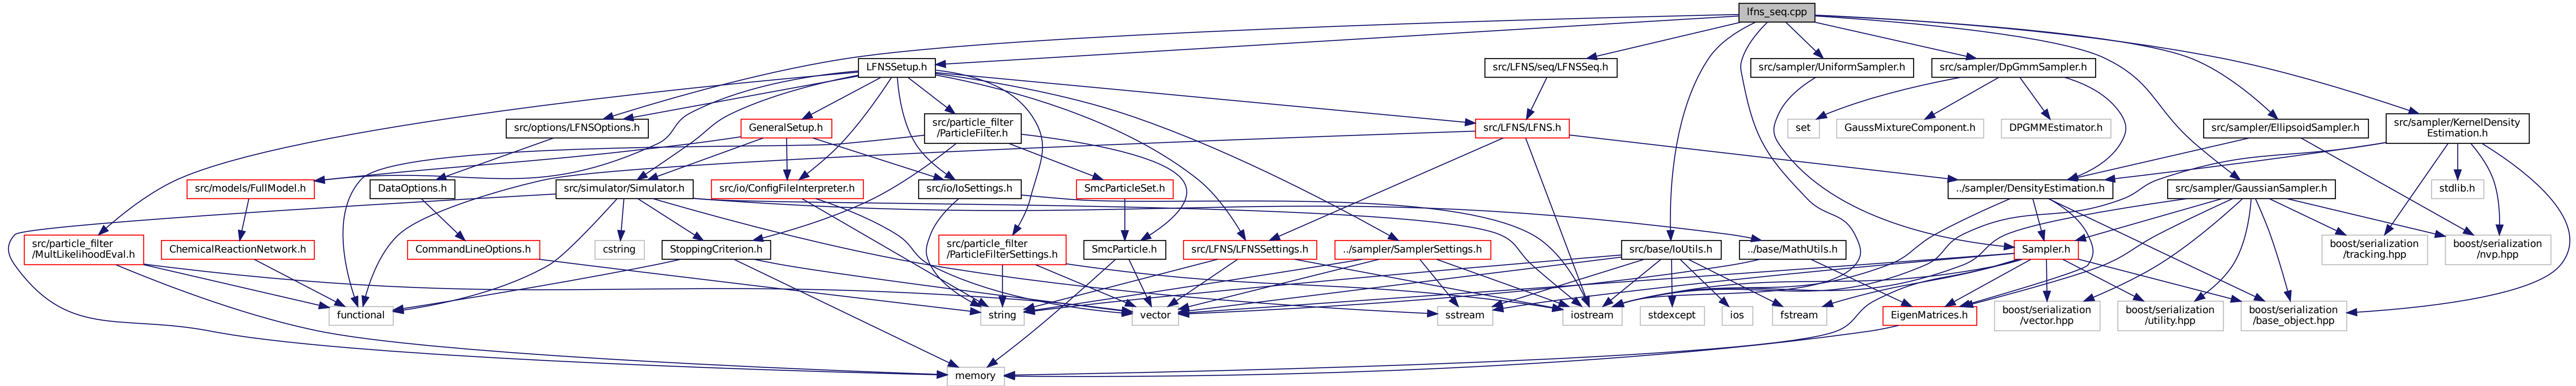 lfns_seq.cpp
LFNSSetup.h
src/LFNS/seq/LFNSSeq.h
src/sampler/UniformSampler.h
src/sampler/DpGmmSampler.h
src/options/LFNSOptions.h
GeneralSetup.h
src/particle_filter
/ParticleFilter.h
src/LFNS/LFNS.h
set
GaussMixtureComponent.h
DPGMMEstimator.h
src/sampler/EllipsoidSampler.h
src/sampler/KernelDensity
Estimation.h
src/models/FullModel.h
DataOptions.h
src/simulator/Simulator.h
src/io/ConfigFileInterpreter.h
src/io/IoSettings.h
SmcParticleSet.h
../sampler/DensityEstimation.h
src/sampler/GaussianSampler.h
stdlib.h
src/particle_filter
/MultLikelihoodEval.h
ChemicalReactionNetwork.h
CommandLineOptions.h
cstring
StoppingCriterion.h
src/particle_filter
/ParticleFilterSettings.h
SmcParticle.h
src/LFNS/LFNSSettings.h
../sampler/SamplerSettings.h
src/base/IoUtils.h
../base/MathUtils.h
Sampler.h
boost/serialization
/tracking.hpp
boost/serialization
/nvp.hpp
functional
string
vector
sstream
iostream
stdexcept
ios
fstream
EigenMatrices.h
boost/serialization
/vector.hpp
boost/serialization
/utility.hpp
boost/serialization
/base_object.hpp
memory